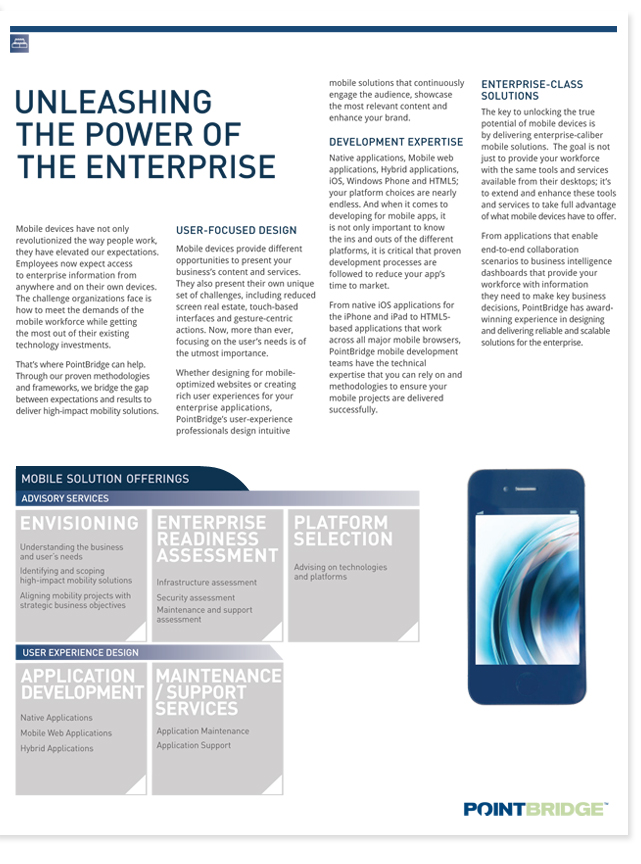 UNLEASHING
THE POWER OF
THE ENTERPRISE
Mobile devices have not only
revolutionized the way people work,
they have elevated our expectations.
Employees now expect access
to enterprise information from
anywhere and on their own devices.
The challenge organizations face is
how to meet the demands of the
mobile workforce while getting
the most out of their existing
technology investments.
That's where PointBridge can help.
Through our proven methodologies
and frameworks, we bridge the gap
between expectations and results to
deliver high-impact mobility solutions.
USER-FOCUSED DESIGN
Mobile devices provide different
opportunities to present your
business's content and services.
They also present their own unique
set of challenges, including reduced
screen real estate, touch-based
interfaces and gesture-centric
actions. Now, more than ever,
focusing on the user's needs is of
the utmost importance.
Whether designing for mobile-
optimized websites or creating
rich user experiences for your
enterprise applications,
PointBridge's user-experience
professionals design intuitive
mobile solutions that continuously
engage the audience, showcase
the most relevant content and
enhance your brand.
DEVELOPMENT EXPERTISE
Native applications, Mobile web
applications, Hybrid applications,
iOS, Windows Phone and HTML5;
your platform choices are nearly
endless. And when it comes to
developing for mobile apps, it
is not only important to know
the ins and outs of the different
platforms, it is critical that proven
development processes are
followed to reduce your app's
time to market.
From native iOS applications for
the iPhone and iPad to HTML5-
based applications that work
across all major mobile browsers,
PointBridge mobile development
teams have the technical
expertise that you can rely on and
methodologies to ensure your
mobile projects are delivered
successfully.
ENTERPRISE-CLASS
SOLUTIONS
The key to unlocking the true
potential of mobile devices is
by delivering enterprise-caliber
mobile solutions. The goal is not
just to provide your workforce
with the same tools and services
available from their desktops; it's
to extend and enhance these tools
and services to take full advantage
of what mobile devices have to offer.
From applications that enable
end-to-end collaboration
scenarios to business intelligence
dashboards that provide your
workforce with information
they need to make key business
decisions, PointBridge has award-
winning experience in designing
and delivering reliable and scalable
solutions for the enterprise.
MOBILE SOLUTION OFFERINGS
ADVISORY SERVICES
ENVISIONING
Understanding the business
and user's needs
Identifying and scoping
high-impact mobility solutions
Aligning mobility projects with
strategic business objectives
ENTERPRISE
READINESS
ASSESSMENT
Infrastructure assessment
Security assessment
Maintenance and support
assessment
PLATFORM
SELECTION
Advising on technologies
and platforms
USER EXPERIENCE DESIGN
APPLICATION
DEVELOPMENT
Native Applications
Mobile Web Applications
Hybrid Applications
MAINTENANCE
/ SUPPORT
SERVICES
Application Maintenance
Application Support
POINTBRIDGE™